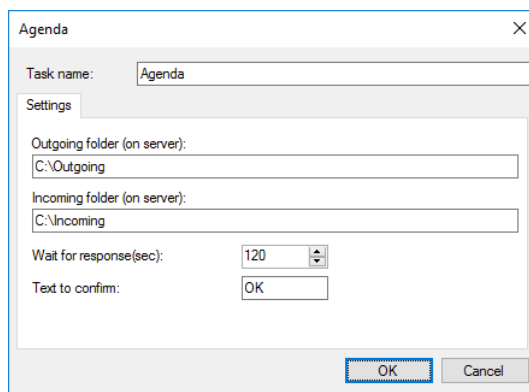 Agenda
Task name: Agenda
Settings
Outgoing folder (on server):
C:\Outgoing
Incoming folder (on server):
C:\Incoming
Wait for response(sec): 120
Text to confirm: OK
OK Cancel